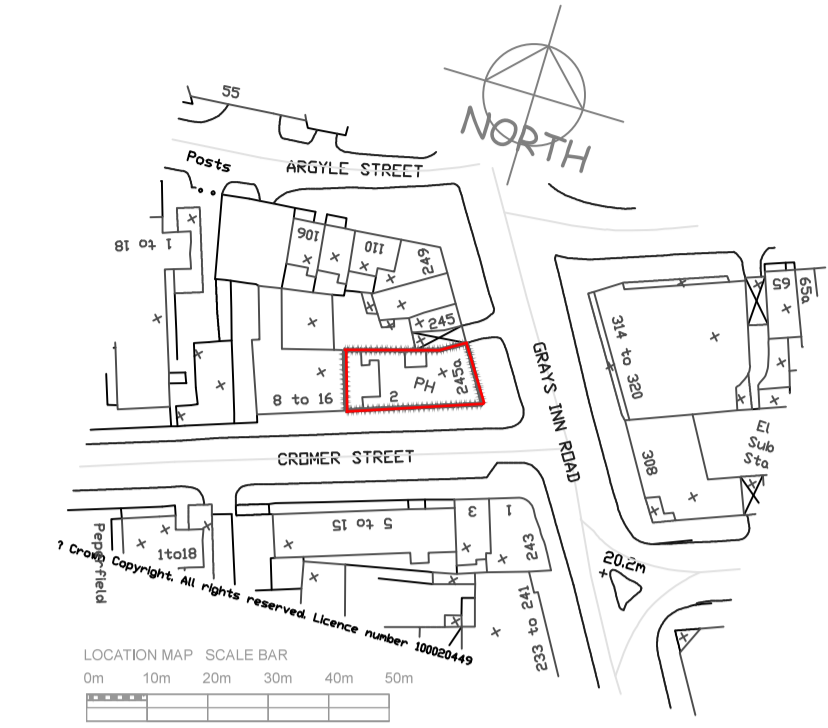 55
NORTH
Posts
ARGYLE STREET
1 to 18
106
110
249
245
65
65a
314 to 320
GRAYS INN ROAD
8 to 16
2
PH
245a
308
El
Sub
Sta
CROMER STREET
5 to 15
3
1
243
Peperfield
1to18
20.2m
? Crown Copyright. All rights reserved. Licence number 100020449
233 to 241
LOCATION MAP SCALE BAR
0m 10m 20m 30m 40m 50m